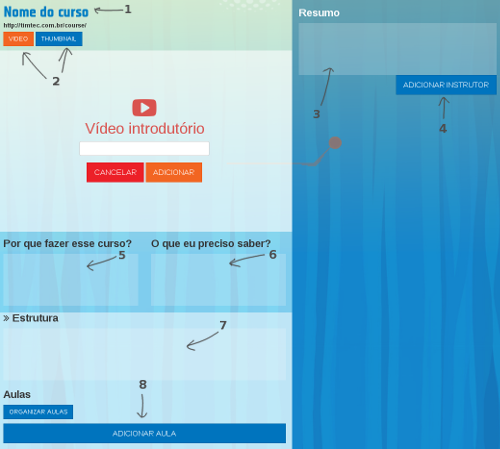 Nome do curso
1
http://timtec.com.br/course/
VÍDEO
THUMBNAIL
2
Vídeo introdutório
CANCELAR
ADICIONAR
Resumo
3
ADICIONAR INSTRUTOR
4
Por que fazer esse curso?
O que eu preciso saber?
5
6
» Estrutura
7
Aulas
8
ORGANIZAR AULAS
ADICIONAR AULA